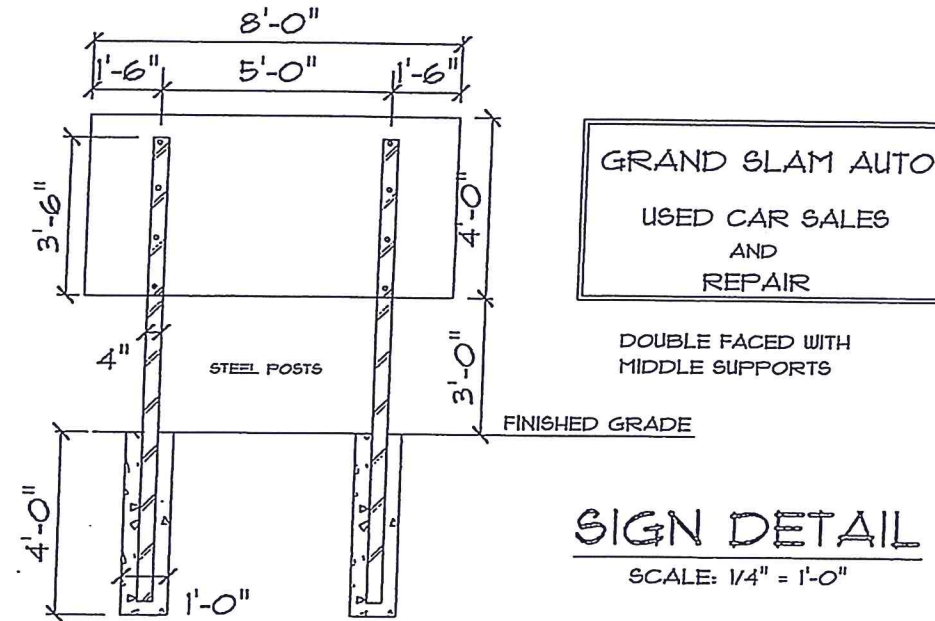 8'-0"
1'-6" 5'-0" 1'-6"
3'-6"
4'-0"
4"
STEEL POSTS
3'-0"
FINISHED GRADE
4'-0"
1'-0"
GRAND SLAM AUTO
USED CAR SALES
AND
REPAIR
DOUBLE FACED WITH
MIDDLE SUPPORTS
SIGN DETAIL
SCALE: 1/4" = 1'-0"